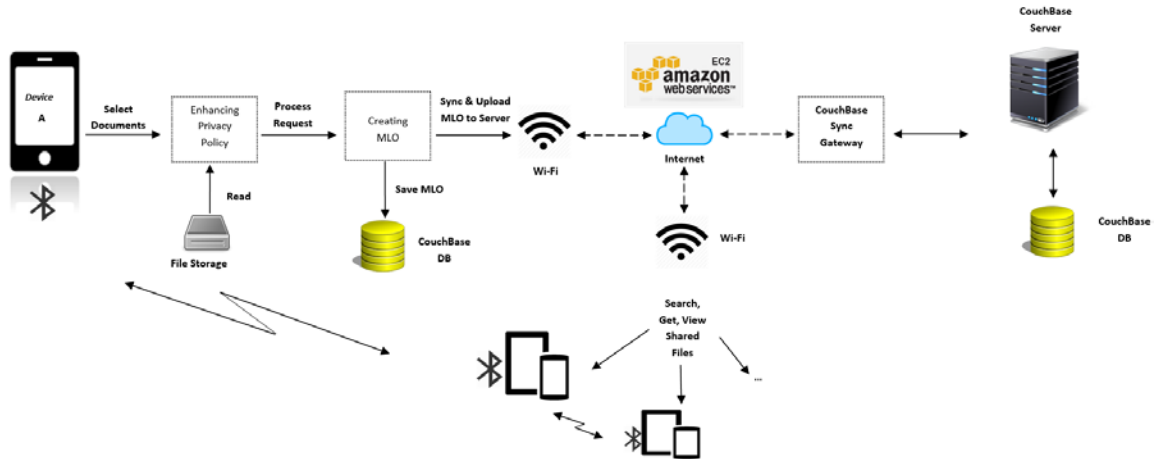 CouchBase
Server
EC2
amazon
webservices™
Device
A
Select
Documents
Enhancing
Privacy
Policy
Process
Request
Creating
MLO
Sync & Upload
MLO to Server
Wi-Fi
Internet
CouchBase
Sync
Gateway
Read
File Storage
Save MLO
CouchBase
DB
Wi-Fi
CouchBase
DB
Search,
Get, View
Shared
Files
...